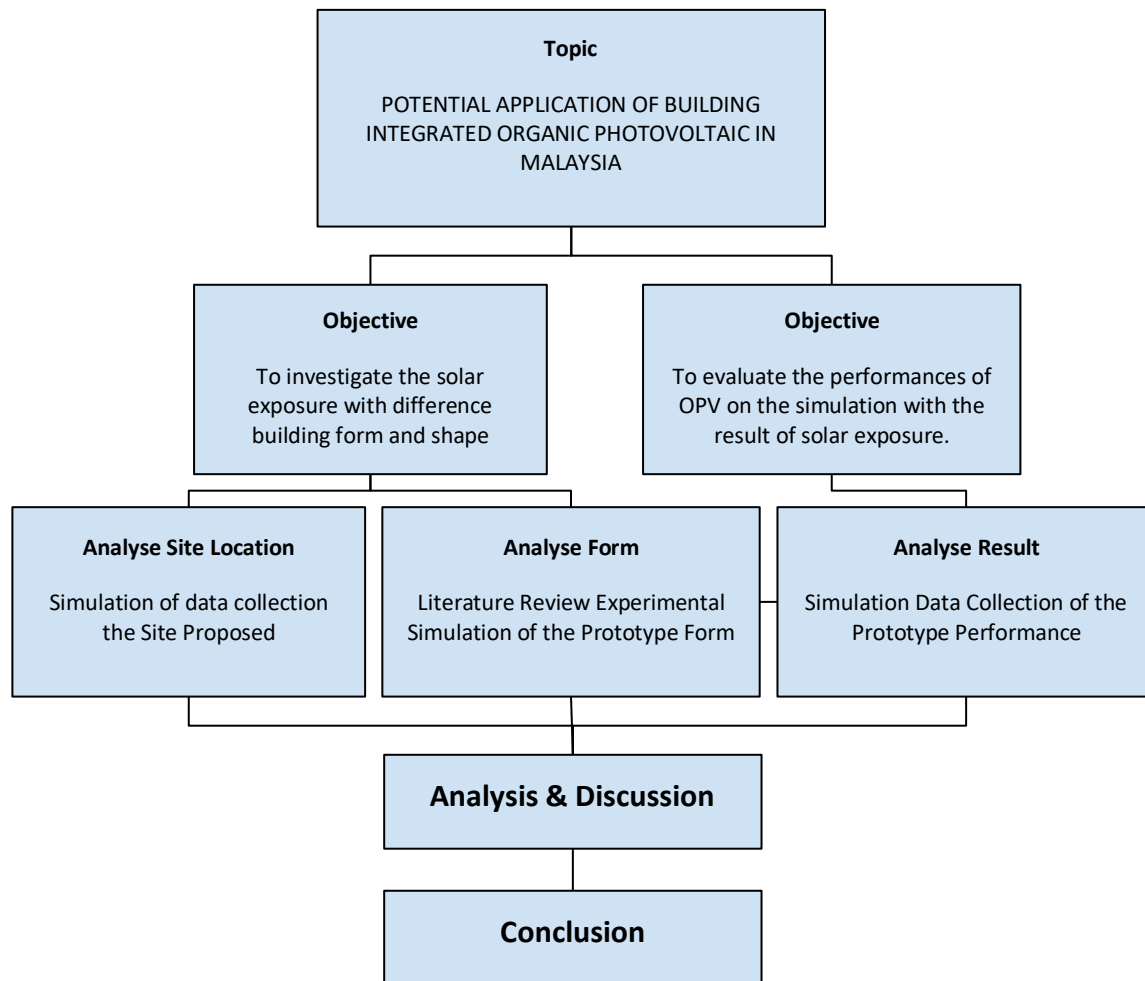 Topic
POTENTIAL APPLICATION OF BUILDING
INTEGRATED ORGANIC PHOTOVOLTAIC IN
MALAYSIA
Objective
To investigate the solar
exposure with difference
building form and shape
Objective
To evaluate the performances of
OPV on the simulation with the
result of solar exposure.
Analyse Site Location
Simulation of data collection
the Site Proposed
Analyse Form
Literature Review Experimental
Simulation of the Prototype Form
Analyse Result
Simulation Data Collection of the
Prototype Performance
Analysis & Discussion
Conclusion